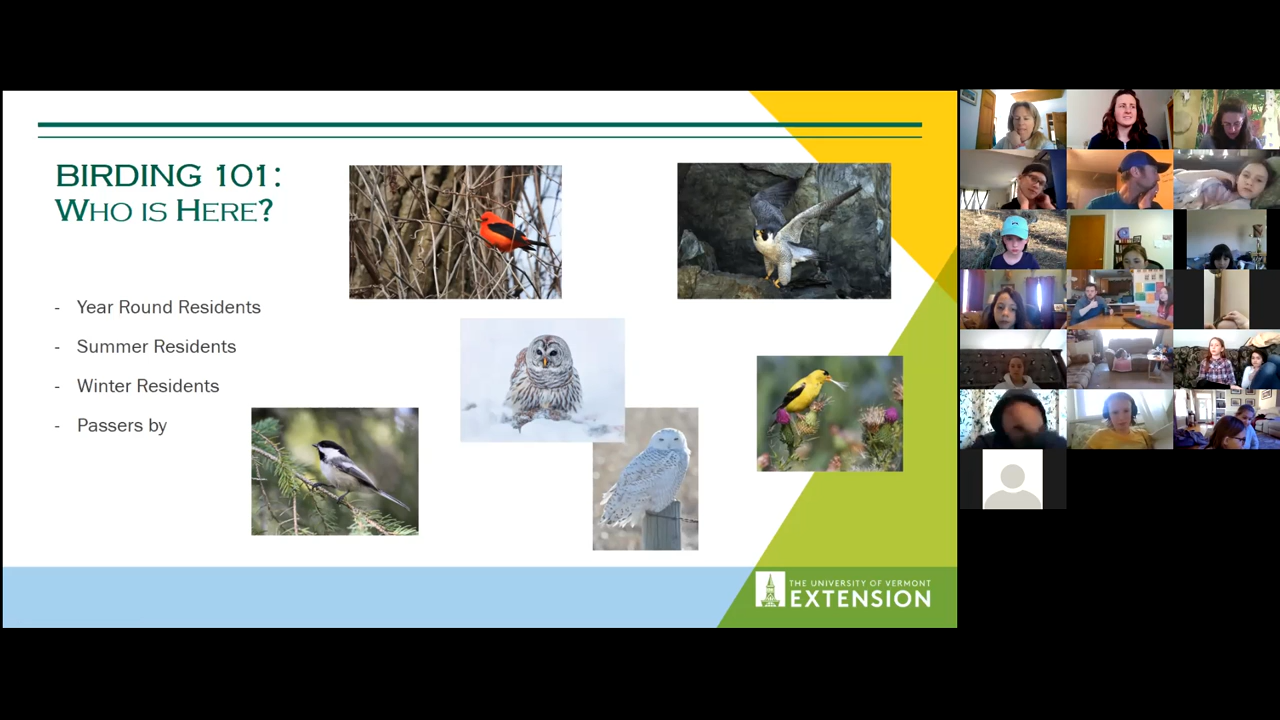 BIRDING 101:
WHO IS HERE?
- Year Round Residents
- Summer Residents
- Winter Residents
- Passers by
THE UNIVERSITY OF VERMONT
EXTENSION